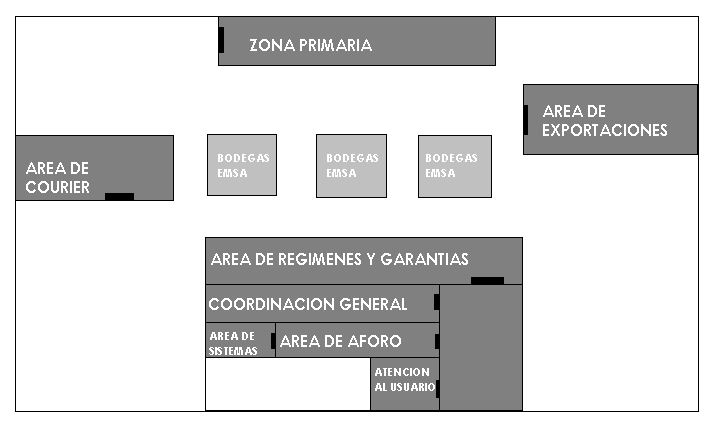 ZONA PRIMARIA
AREA DE
EXPORTACIONES
AREA DE
COURIER
BODEGAS
EMSA
BODEGAS
EMSA
BODEGAS
EMSA
AREA DE REGIMENES Y GARANTIAS
COORDINACION GENERAL
AREA DE
SISTEMAS
AREA DE AFORO
ATENCION
AL USUARIO